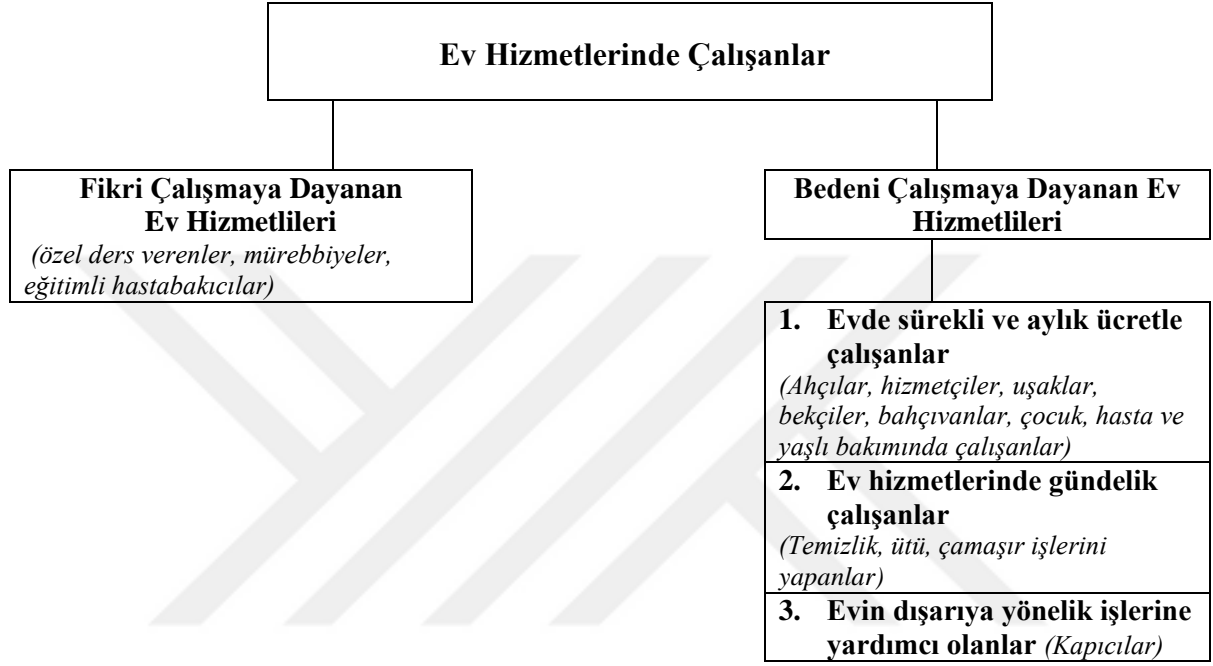 Ev Hizmetlerinde Çalışanlar
Fikri Çalışmaya Dayanan
Ev Hizmetlileri
(özel ders verenler, mürebbiyeler,
eğitimli hastabakıcılar)
Bedeni Çalışmaya Dayanan Ev
Hizmetlileri
1. Evde sürekli ve aylık ücretle
çalışanlar
(Ahçılar, hizmetçiler, uşaklar,
bekçiler, bahçıvanlar, çocuk, hasta ve
yaşlı bakımında çalışanlar)
2. Ev hizmetlerinde gündelik
çalışanlar
(Temizlik, ütü, çamaşır işlerini
yapanlar)
3. Evin dışarıya yönelik işlerine
yardımcı olanlar (Kapıcılar)